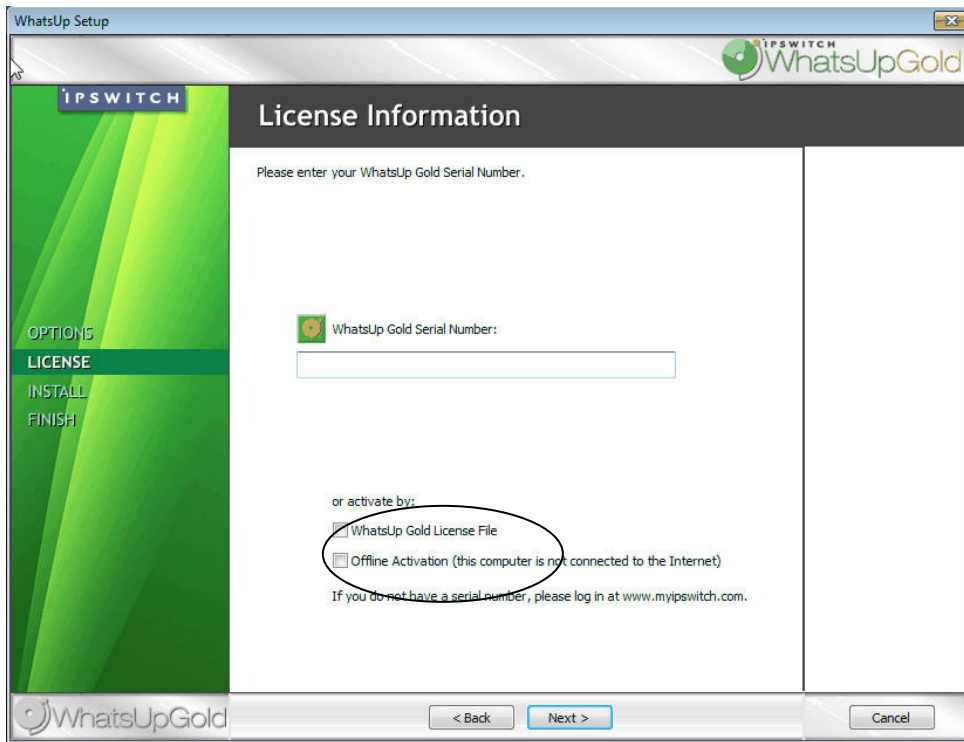 WhatsUp Setup
IPSWITCH
WhatsUpGold
IPSWITCH
License Information
Please enter your WhatsUp Gold Serial Number.
WhatsUp Gold Serial Number:
OPTIONS
LICENSE
INSTALL
FINISH
or activate by:
WhatsUp Gold License File
Offline Activation (this computer is not connected to the Internet)
If you do not have a serial number, please log in at www.myipswitch.com.
WhatsUpGold
< Back
Next >
Cancel